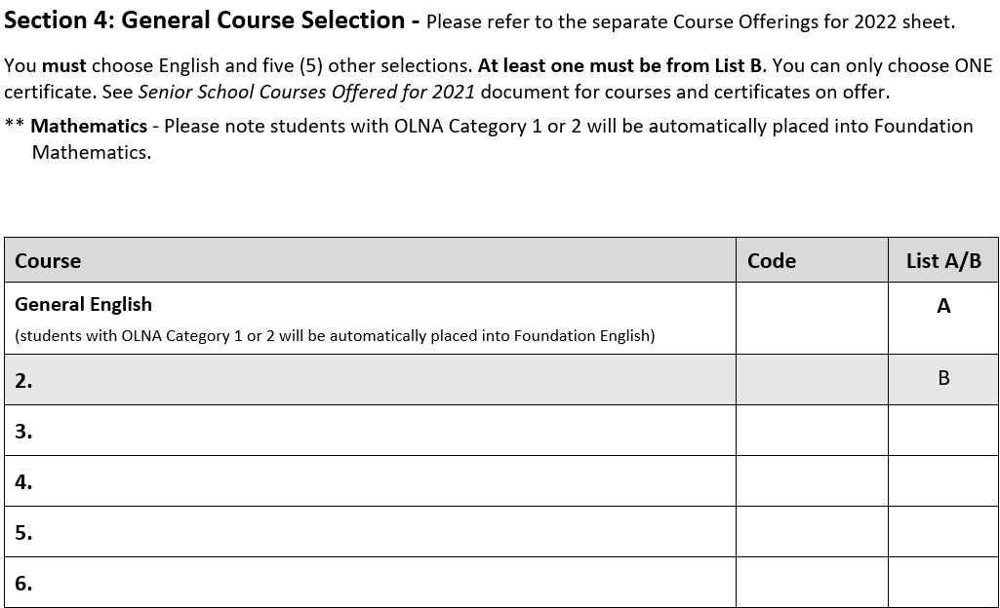 Section 4: General Course Selection - Please refer to the separate Course Offerings for 2022 sheet.
You must choose English and five (5) other selections. At least one must be from List B. You can only choose ONE
certificate. See Senior School Courses Offered for 2021 document for courses and certificates on offer.
** Mathematics - Please note students with OLNA Category 1 or 2 will be automatically placed into Foundation
Mathematics.
Course Code List A/B
General English A
(students with OLNA Category 1 or 2 will be automatically placed into Foundation English)
2. B
3.
4.
5.
6.